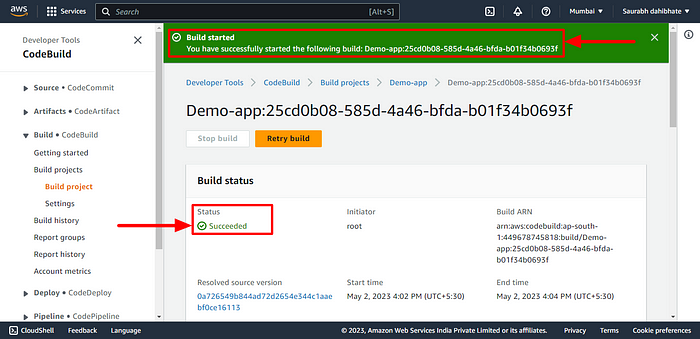 aws
Services
Search
[Alt+S]
Mumbai
Saurabh dahibhate
Developer Tools
CodeBuild
Source • CodeCommit
Artifacts • CodeArtifact
Build • CodeBuild
Getting started
Build projects
Build project
Settings
Build history
Report groups
Report history
Account metrics
Deploy • CodeDeploy
Pipeline • CodePipeline
Build started
You have successfully started the following build: Demo-app:25cd0b08-585d-4a46-bfda-b01f34b0693f
Developer Tools > CodeBuild > Build projects > Demo-app > Demo-app:25cd0b08-585d-4a46-bfda-b01f34b0693f
Demo-app:25cd0b08-585d-4a46-bfda-b01f34b0693f
Stop build
Retry build
Build status
Status
Succeeded
Initiator
root
Build ARN
arn:aws:codebuild:ap-south-
1:449678745818:build/Demo-
app:25cd0b08-585d-4a46-bfda-
b01f34b0693f
Resolved source version
0a726549b844ad72d2654e344c1aae
bf0ce16113
Start time
May 2, 2023 4:02 PM (UTC+5:30)
End time
May 2, 2023 4:04 PM (UTC+5:30)
CloudShell
Feedback
Language
© 2023, Amazon Web Services India Private Limited or its affiliates.
Privacy
Terms
Cookie preferences